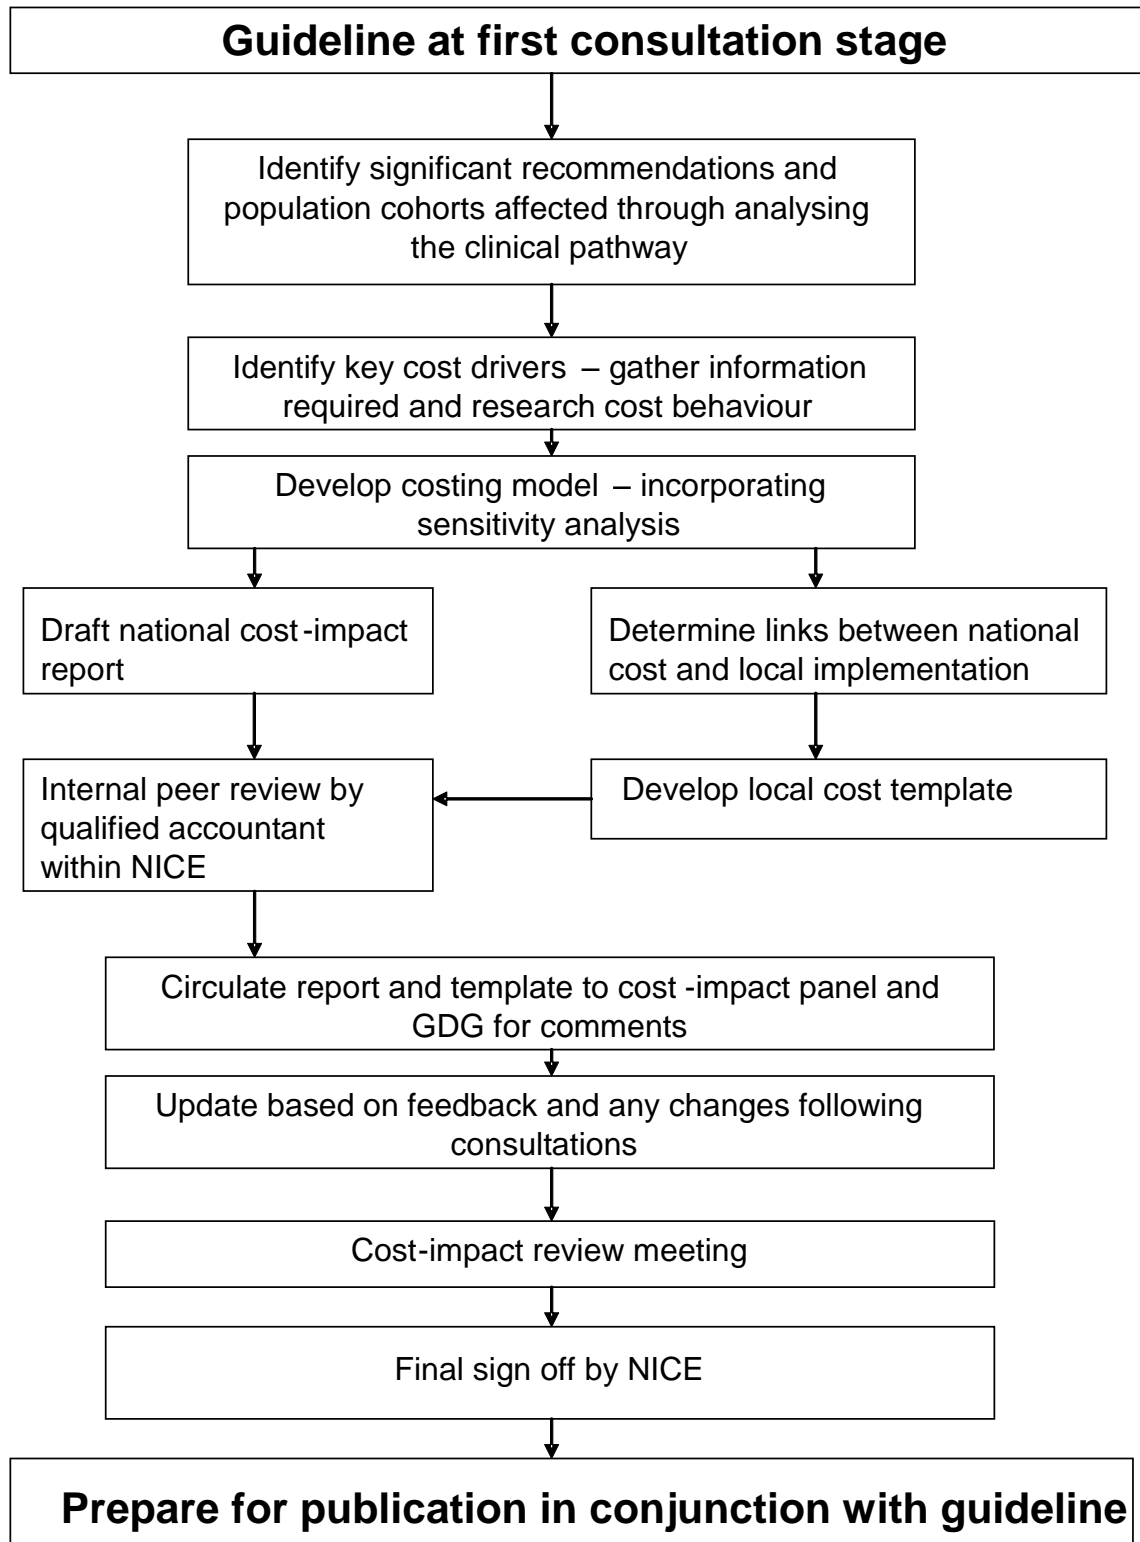 Guideline at first consultation stage
Identify significant recommendations and
population cohorts affected through analysing
the clinical pathway
Identify key cost drivers – gather information
required and research cost behaviour
Develop costing model – incorporating
sensitivity analysis
Draft national cost-impact
report
Determine links between national
cost and local implementation
Internal peer review by
qualified accountant
within NICE
Develop local cost template
Circulate report and template to cost-impact panel and
GDG for comments
Update based on feedback and any changes following
consultations
Cost-impact review meeting
Final sign off by NICE
Prepare for publication in conjunction with guideline